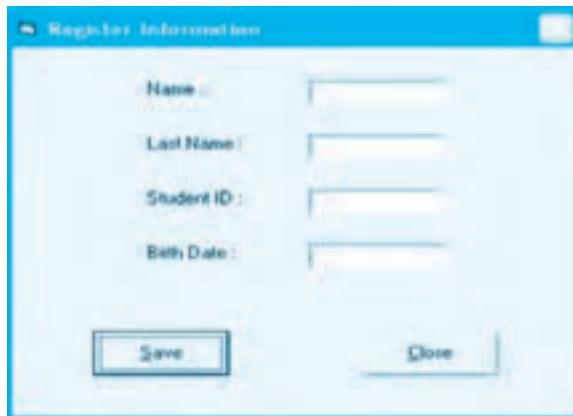 Register Information
Name :
Last Name :
Student ID :
Birth Date :
Save
Close